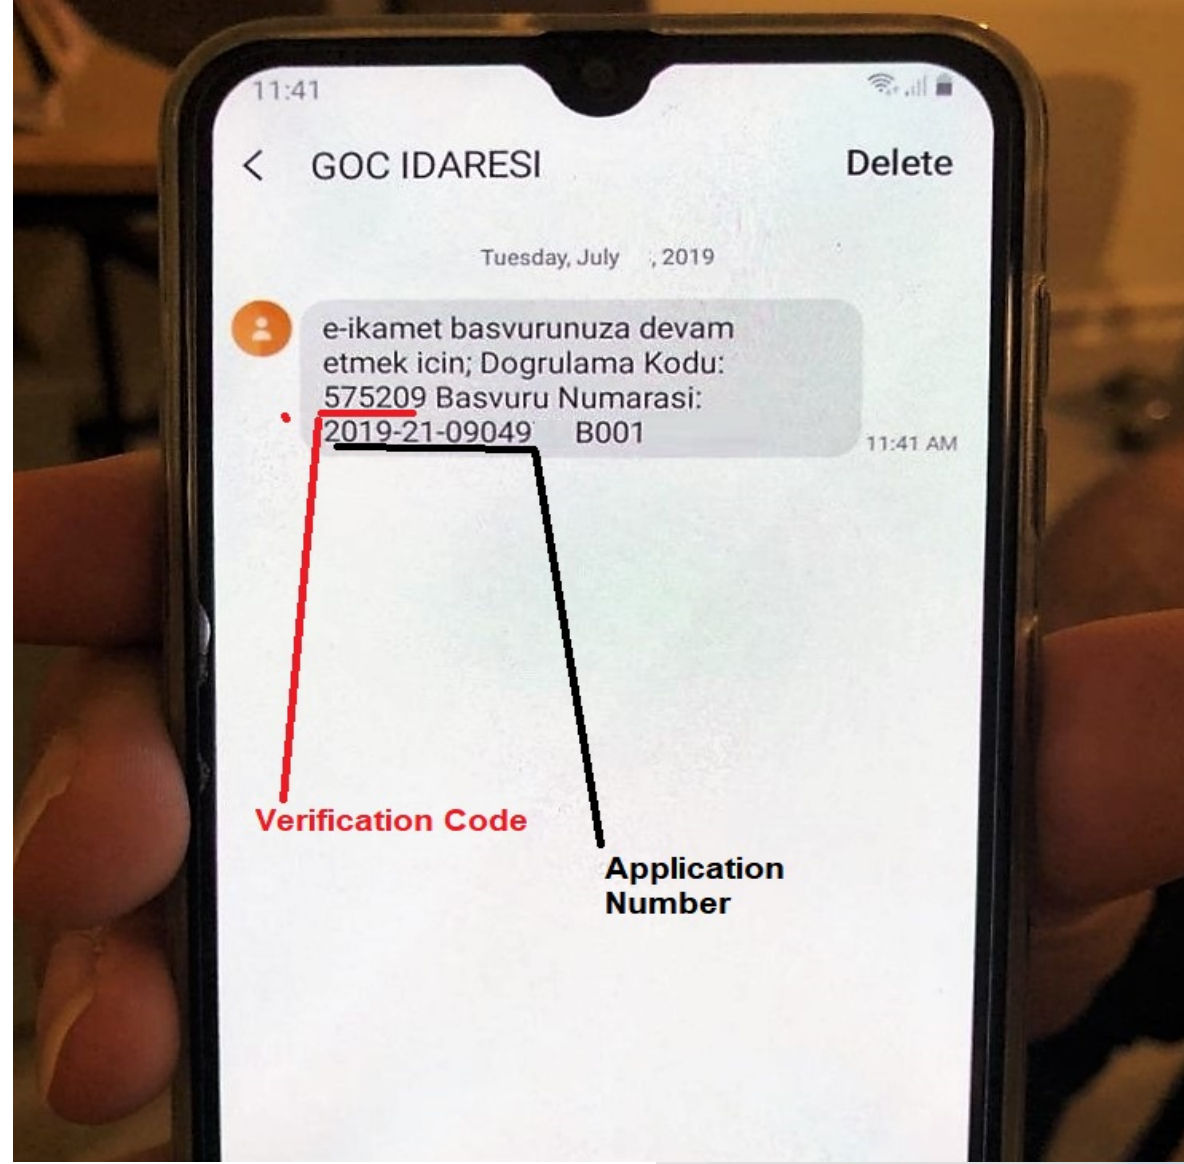 11:41
< GOC IDARESI Delete
Tuesday, July , 2019
e-ikamet basvurunuza devam
etmek icin; Dogrulama Kodu:
575209 Basvuru Numarasi:
2019-21-09049 B001
11:41 AM
Verification Code
Application
Number